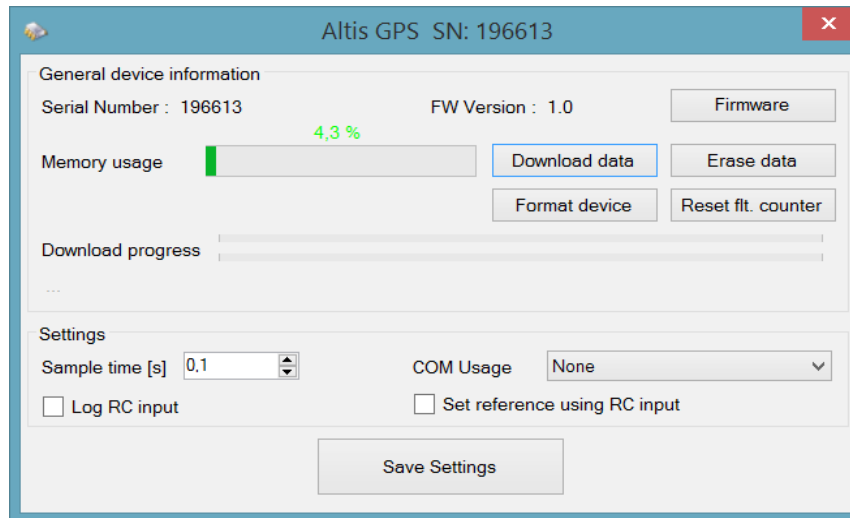 Altis GPS SN: 196613
General device information
Serial Number : 196613 FW Version : 1.0 Firmware
4,3 %
Memory usage Download data Erase data
Format device Reset flt. counter
Download progress
...
Settings
Sample time [s] 0,1 COM Usage None
Log RC input Set reference using RC input
Save Settings